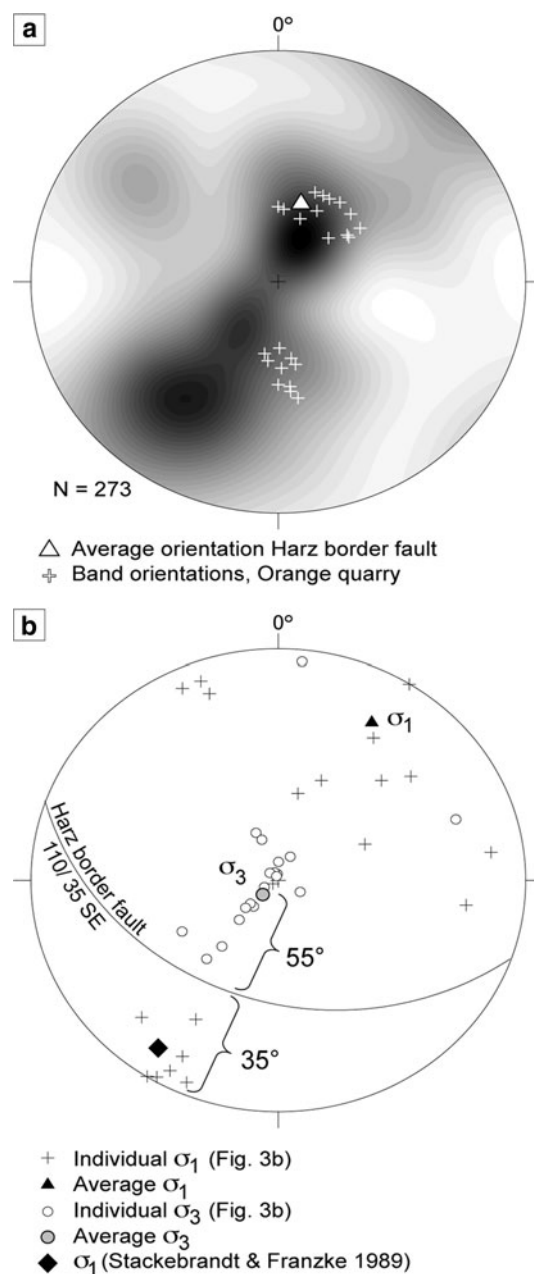 a
0°
N = 273
△ Average orientation Harz border fault
Band orientations, Orange quarry
b
0°
σ1
Harz border fault
110/ 35 SE
σ3
55°
35°
Individual σ1 (Fig. 3b)
Average σ1
Individual σ3 (Fig. 3b)
Average σ3
σ1 (Stackebrandt & Franzke 1989)